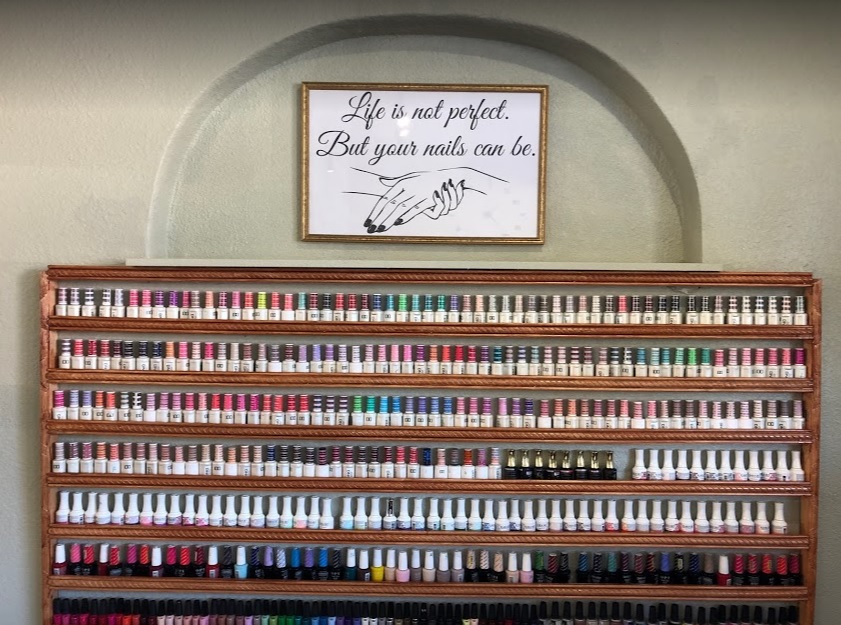 Life is not perfect.
But your nails can be.